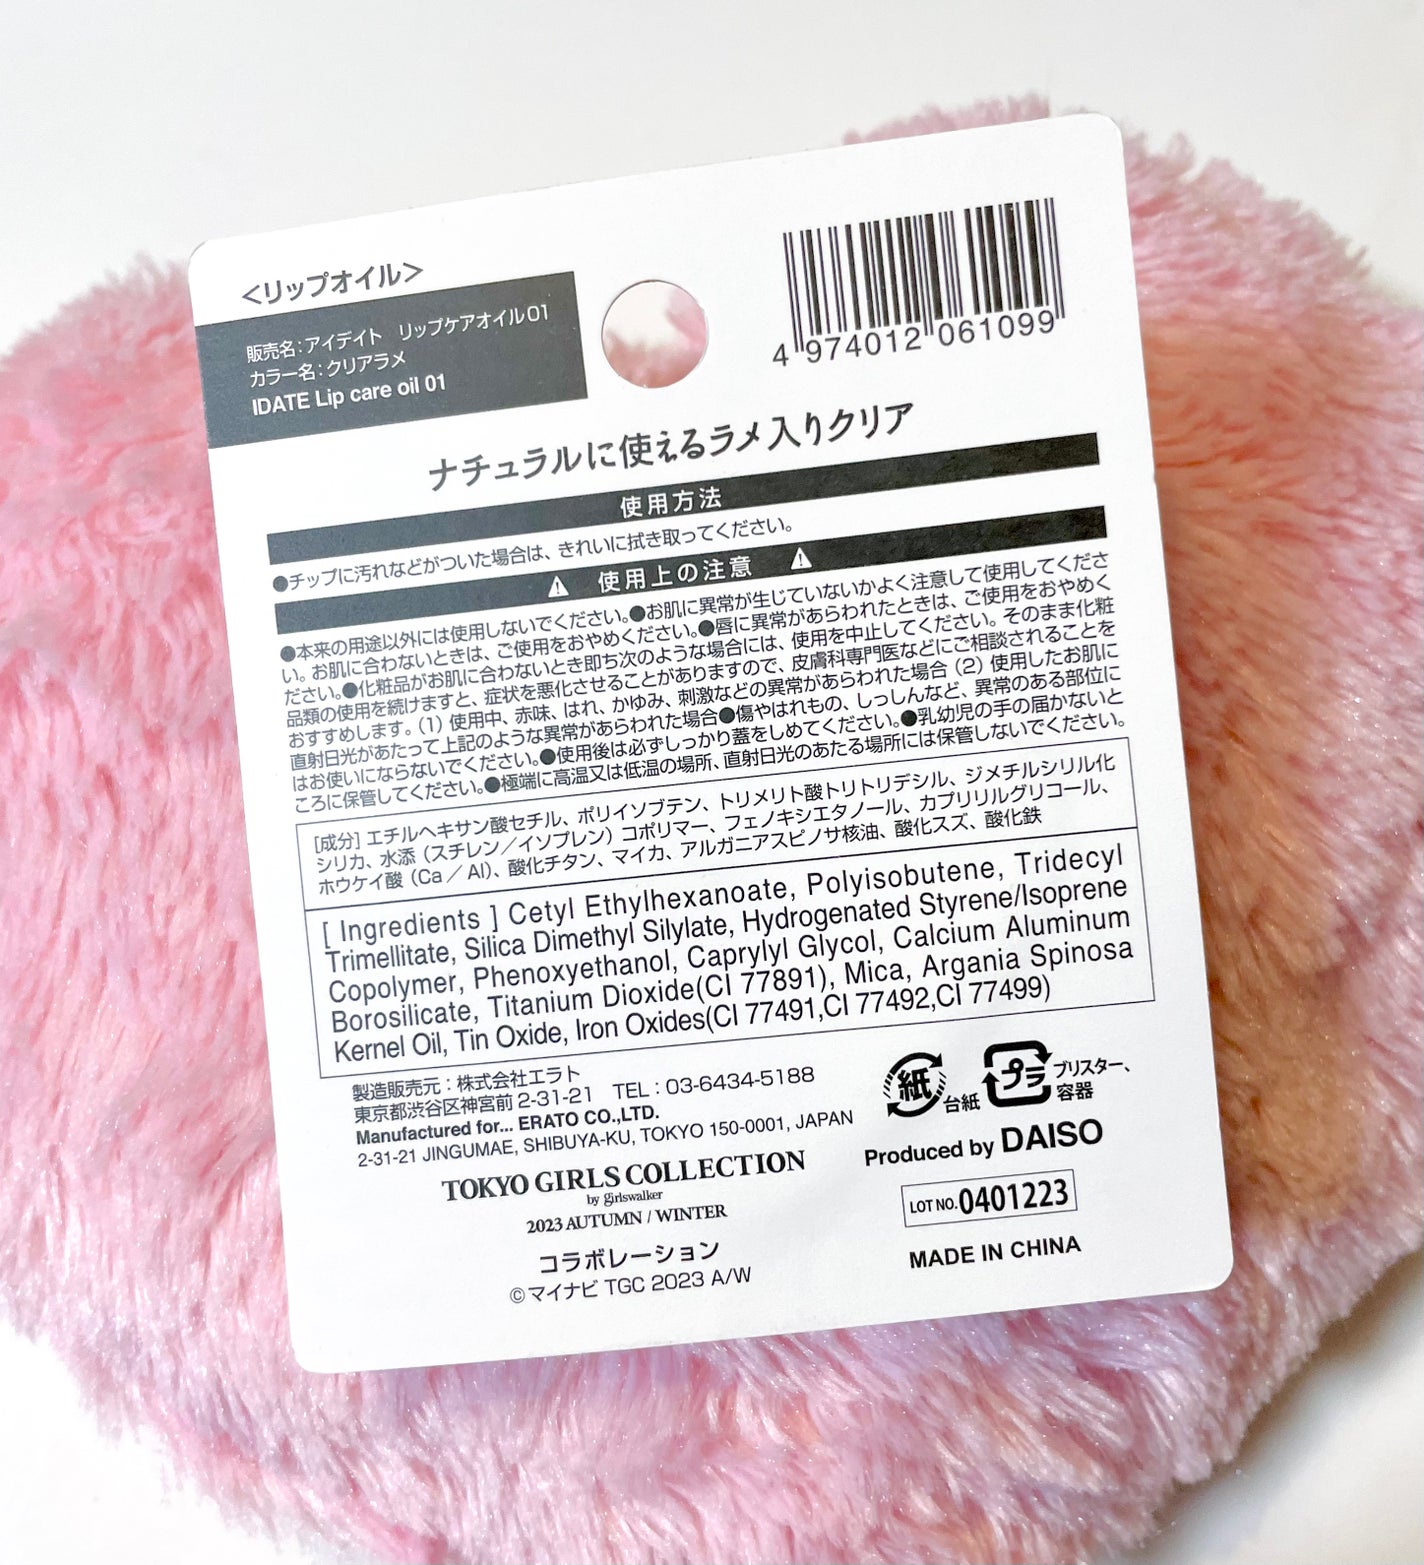 <リップオイル>
販売名:アイデイト リップケアオイル01
カラー名:クリアラメ
IDATE Lip care oil 01
4 974012 061099
ナチュラルに使えるラメ入りクリア
使用方法
●チップに汚れなどがついた場合は、きれいに拭き取ってください。
使用上の注意
●本来の用途以外には使用しないでください。●お肌に異常が生じていないかよく注意して使用してくださ
い。お肌に合わないときは、ご使用をおやめください。●唇に異常があらわれたときは、ご使用をおやめく
ださい。●化粧品がお肌に合わないとき即ち次のような場合には、使用を中止してください。そのまま化粧
品類の使用を続けますと、症状を悪化させることがありますので、皮膚科専門医などにご相談されることを
おすすめします。(1) 使用中、赤味、はれ、かゆみ、刺激などの異常があらわれた場合 (2) 使用したお肌に
直射日光があたって上記のような異常があらわれた場合●傷やはれもの、しっしんなど、異常のある部位に
はお使いにならないでください。●使用後は必ずしっかり蓋をしめてください。●乳幼児の手の届かないと
ころに保管してください。●極端に高温又は低温の場所、直射日光のあたる場所には保管しないでください。
[成分] エチルヘキサン酸セチル、ポリイソブテン、トリメリト酸トリトリデシル、ジメチルシリル化
シリカ、水添 (スチレン/イソプレン) コポリマー、フェノキシエタノール、カプリリルグリコール、
ホウケイ酸 (Ca / Al)、酸化チタン、マイカ、アルガニアスピノサ核油、酸化スズ、酸化鉄
[ Ingredients ] Cetyl Ethylhexanoate, Polyisobutene, Tridecyl
Trimellitate, Silica Dimethyl Silylate, Hydrogenated Styrene/Isoprene
Copolymer, Phenoxyethanol, Caprylyl Glycol, Calcium Aluminum
Borosilicate, Titanium Dioxide(CI 77891), Mica, Argania Spinosa
Kernel Oil, Tin Oxide, Iron Oxides(CI 77491,CI 77492,CI 77499)
製造販売元:株式会社エラト
東京都渋谷区神宮前 2-31-21 TEL : 03-6434-5188
Manufactured for... ERATO CO.,LTD.
2-31-21 JINGUMAE, SHIBUYA-KU, TOKYO 150-0001, JAPAN
紙 台紙
プラ ブリスター、
容器
TOKYO GIRLS COLLECTION
by girlswalker
2023 AUTUMN / WINTER
コラボレーション
©マイナビ TGC 2023 A/W
Produced by DAISO
LOT NO. 0401223
MADE IN CHINA